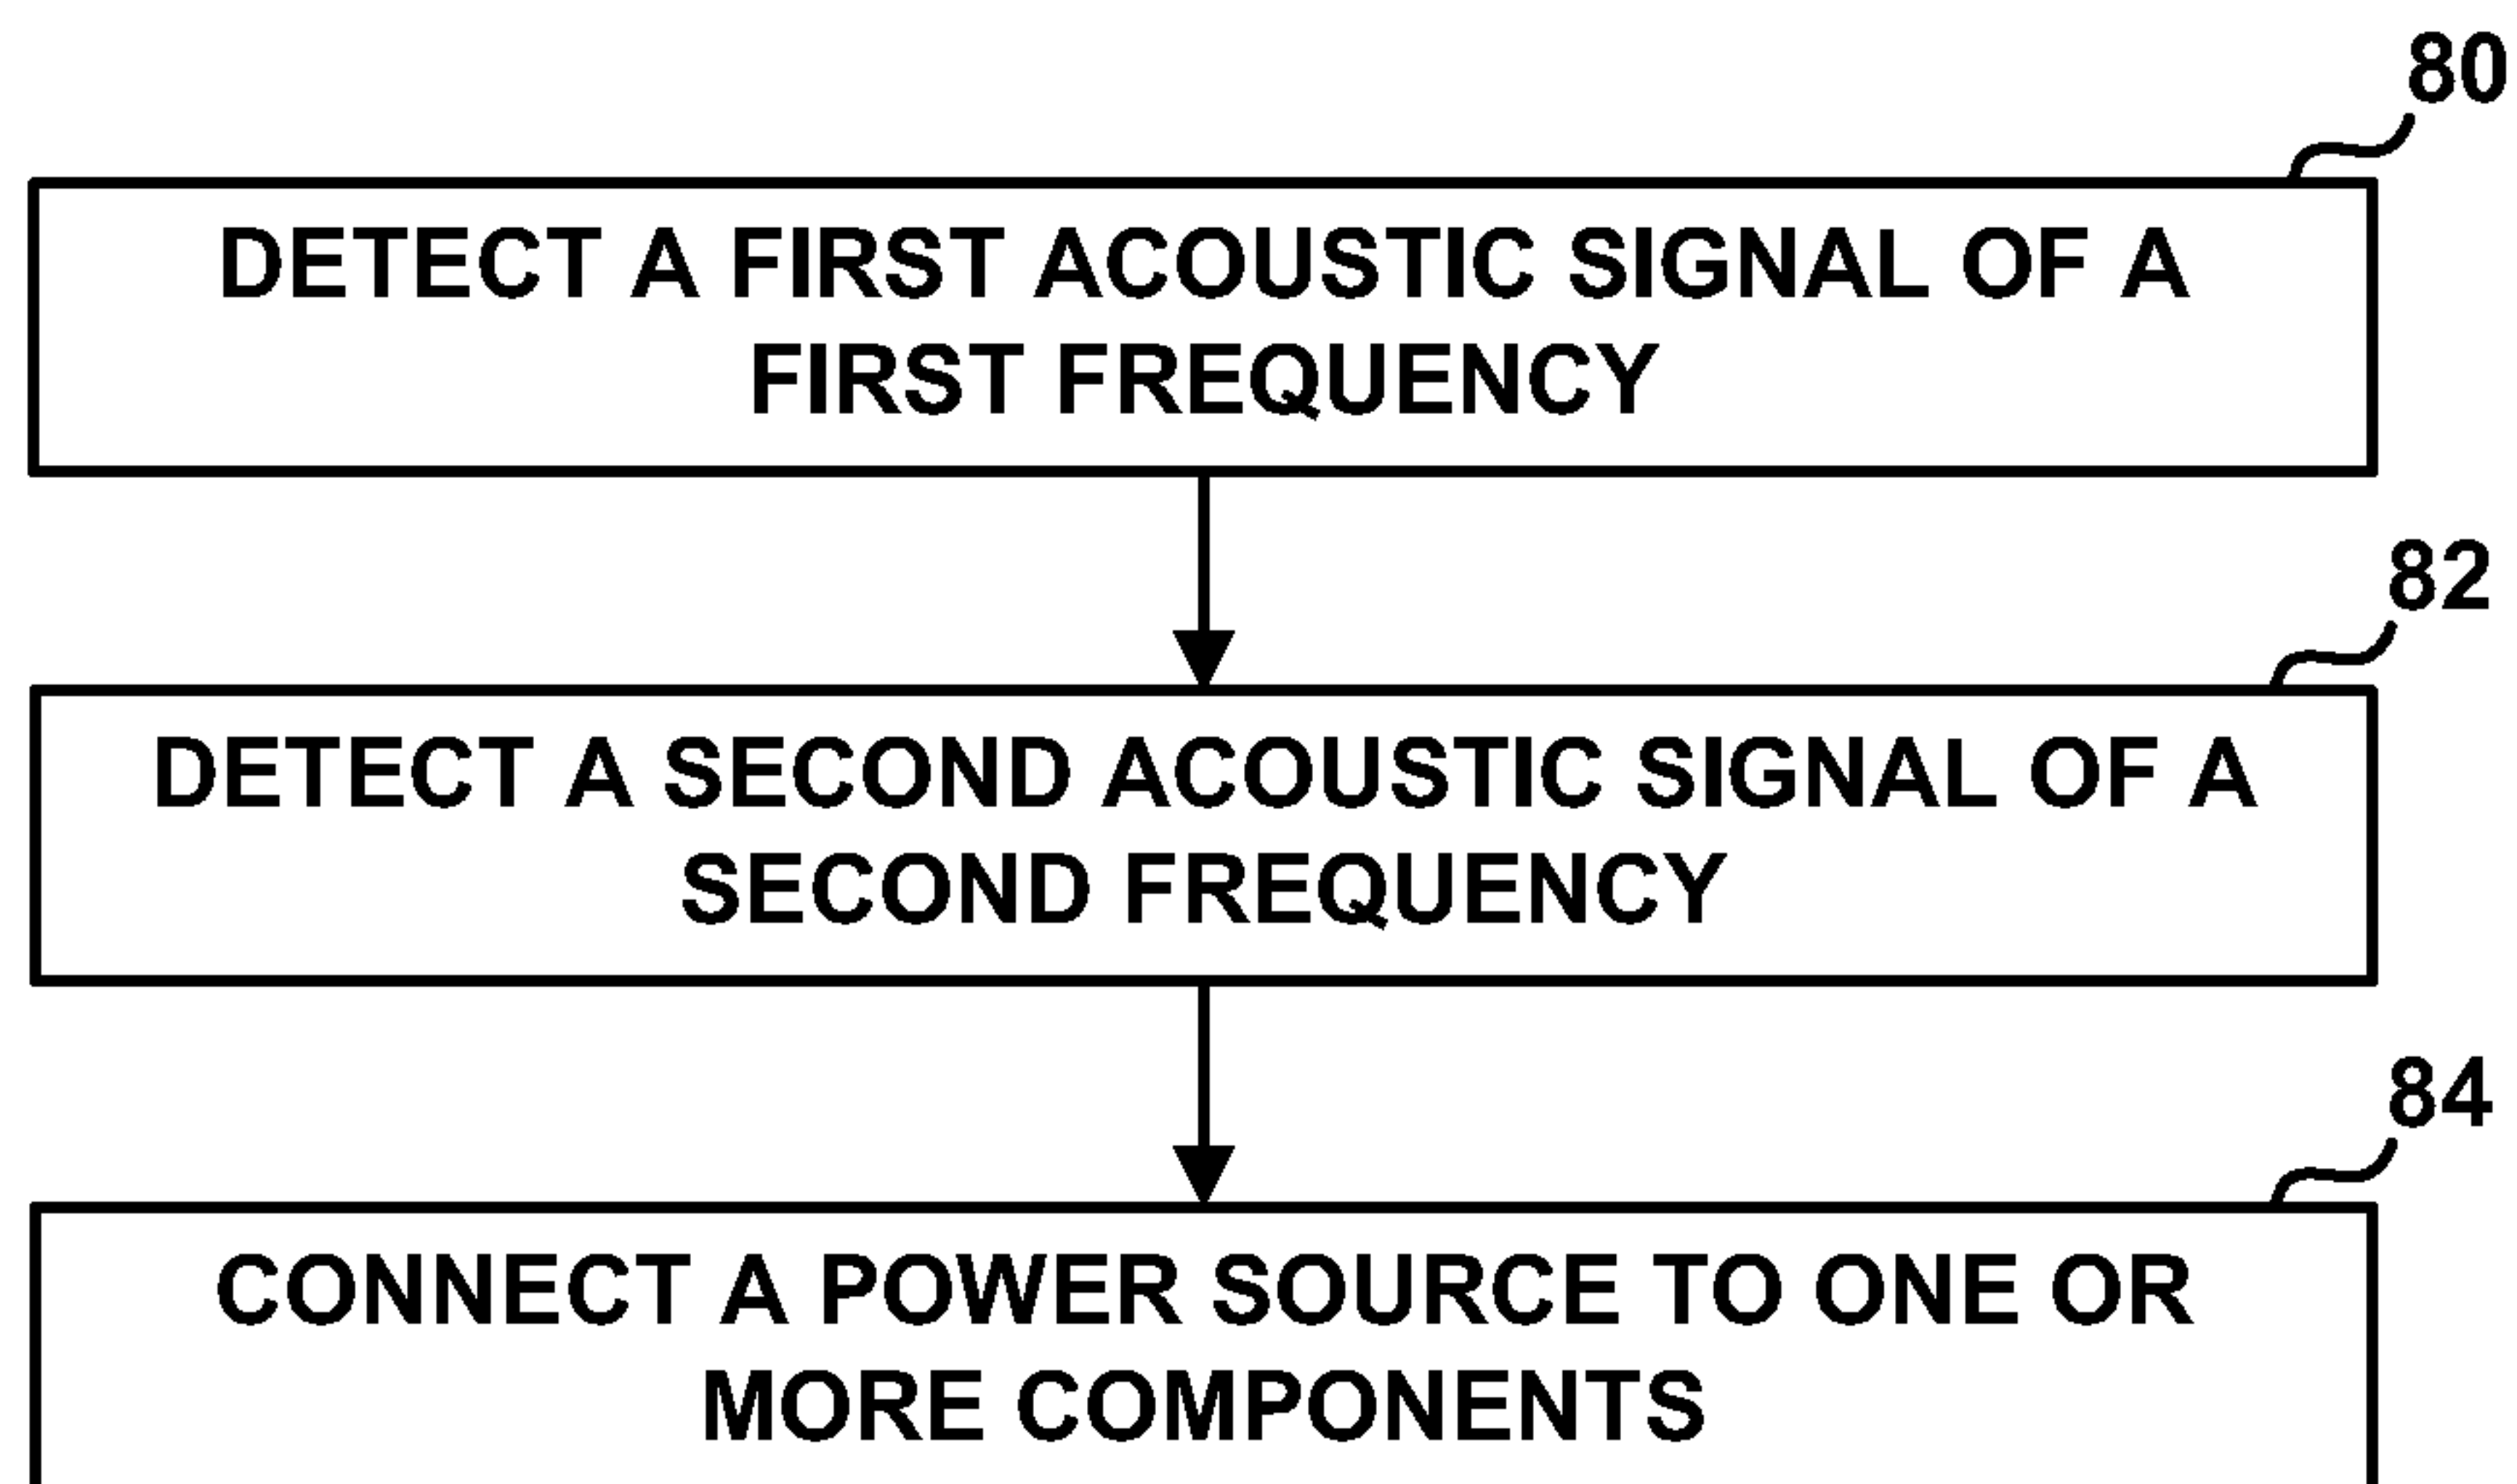 80
DETECT A FIRST ACOUSTIC SIGNAL OF A
FIRST FREQUENCY
82
DETECT A SECOND ACOUSTIC SIGNAL OF A
SECOND FREQUENCY
84
CONNECT A POWER SOURCE TO ONE OR
MORE COMPONENTS